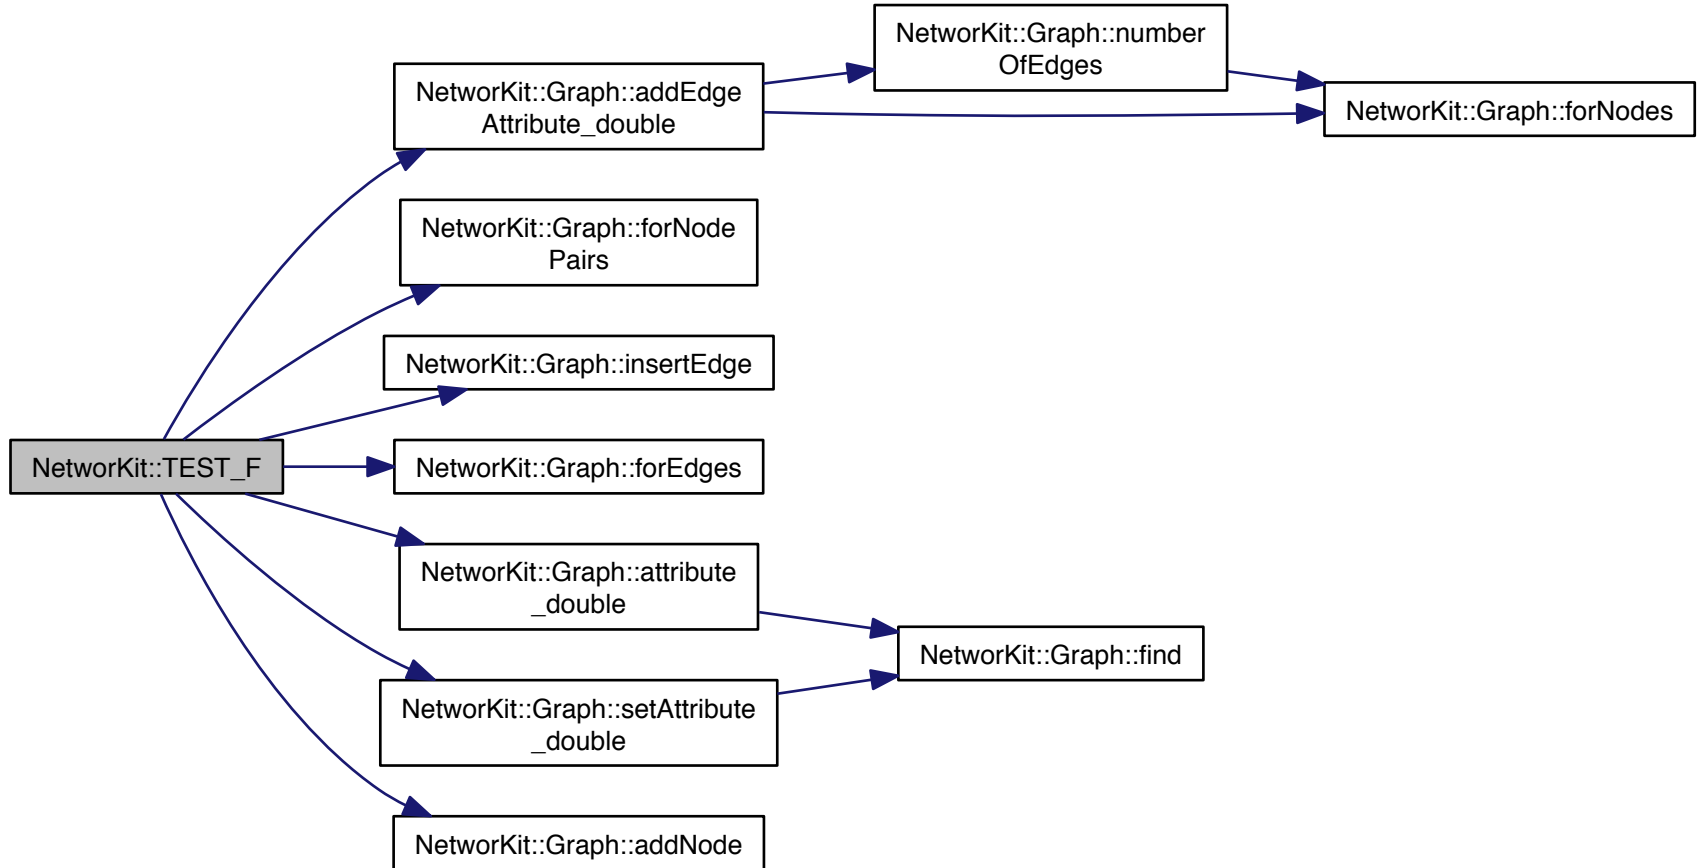 NetworKit::Graph::number
OfEdges
NetworKit::Graph::addEdge
Attribute_double
NetworKit::Graph::forNodes
NetworKit::Graph::forNode
Pairs
NetworKit::Graph::insertEdge
NetworKit::TEST_F
NetworKit::Graph::forEdges
NetworKit::Graph::attribute
_double
NetworKit::Graph::find
NetworKit::Graph::setAttribute
_double
NetworKit::Graph::addNode